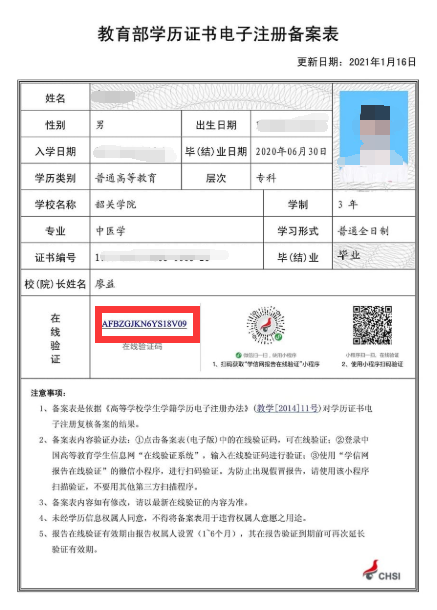 教育部学历证书电子注册备案表
更新日期：2021年1月16日
姓名
性别 男 出生日期
入学日期 毕(结)业日期 2020年06月30日
学历类别 普通高等教育 层次 专科
学校名称 韶关学院 学制 3 年
专业 中医学 学习形式 普通全日制
证书编号 毕(结)业 毕业
校(院)长姓名 廖益
在线验证
AFBZGJKN6YS18V09
在线验证码
微信扫一扫，使用小程序
1、扫码获取"学信网报告在线验证"小程序
小程序扫一扫，在线验证
2、使用小程序扫码验证
注意事项：
1、备案表是依据《高等学校学生学籍学历电子注册办法》(教学[2014]11号)对学历证书电
子注册复核备案的结果。
2、备案表内容验证办法：①点击备案表(电子版)中的在线验证码，可在线验证；②登录中
国高等教育学生信息网“在线验证系统”，输入在线验证码进行验证；③使用“学信网
报告在线验证”的微信小程序，进行扫码验证。为防止出现假冒报告，请使用该小程序
扫描验证，不要用其他第三方扫描程序。
3、备案表内容如有修改，请以最新在线验证的内容为准。
4、未经学历信息权属人同意，不得将备案表用于违背权属人意愿之用途。
5、报告在线验证有效期由报告权属人设置（1~6个月），其在报告验证到期前可再次延长
验证有效期。
CHSI